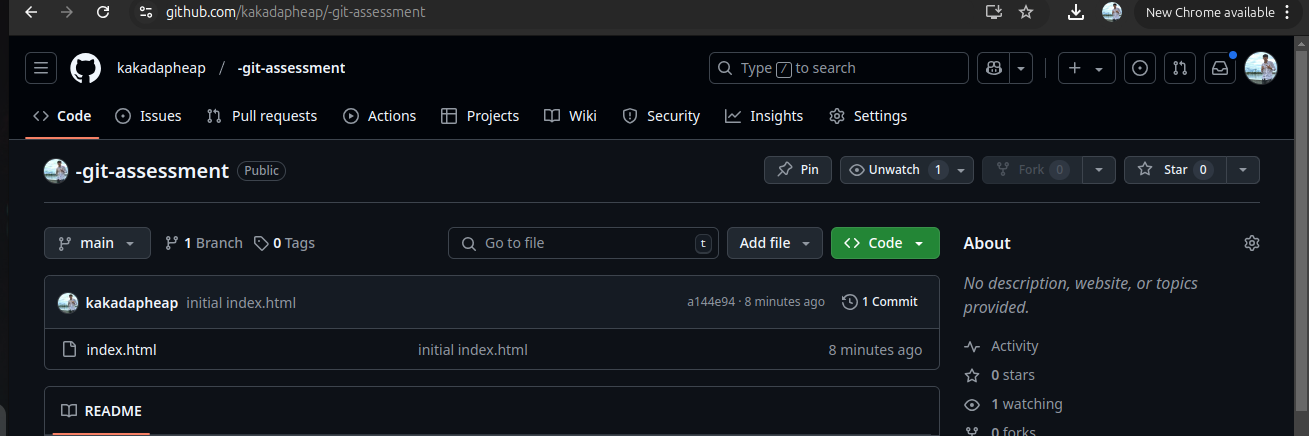 github.com/kakadapheap/-git-assessment
New Chrome available
kakadapheap / -git-assessment
Type / to search
Code Issues Pull requests Actions Projects Wiki Security Insights Settings
-git-assessment Public
Pin Unwatch 1 Fork 0 Star 0
main 1 Branch 0 Tags Go to file t Add file Code
About
kakadapheap initial index.html a144e94 · 8 minutes ago 1 Commit
No description, website, or topics
provided.
index.html initial index.html 8 minutes ago
Activity
0 stars
1 watching
0 forks
README